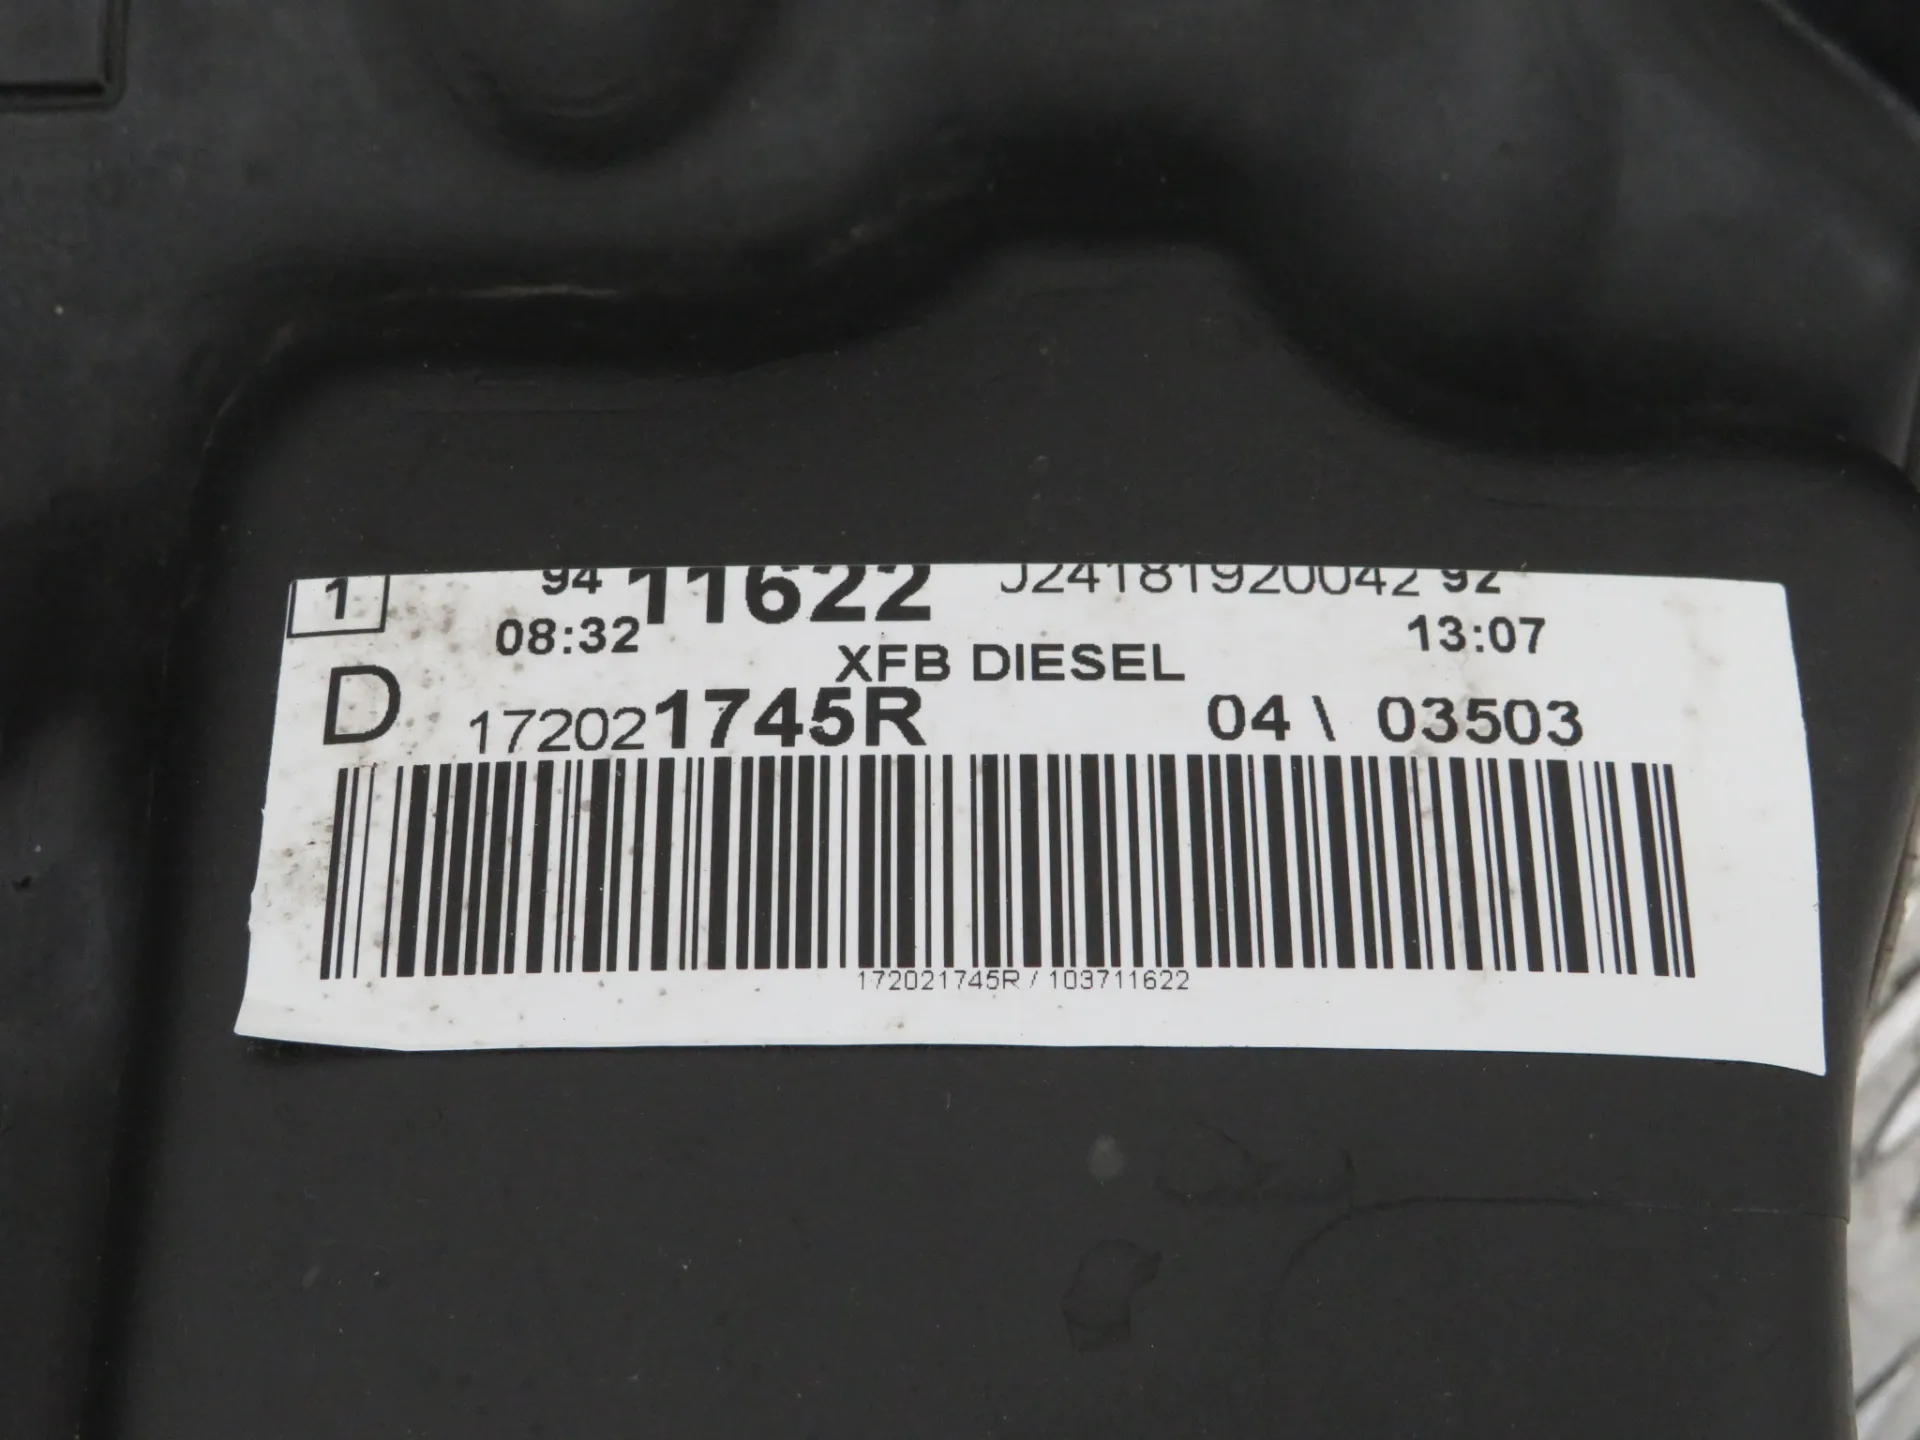 1 94 11622 J24181920042 92
08:32 13:07
XFB DIESEL
D 172021745R 04\ 03503
172021745R / 103711622